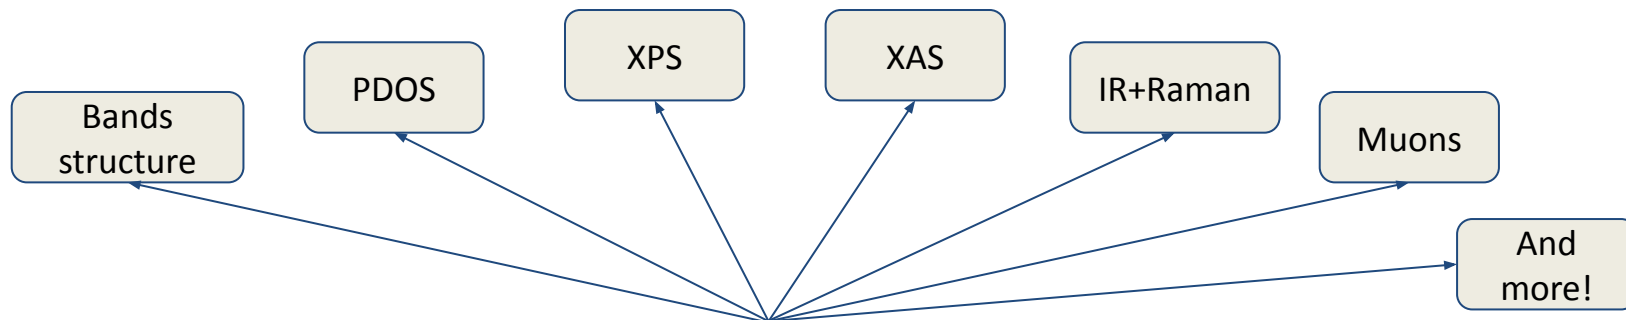 Bands
structure
PDOS
XPS
XAS
IR+Raman
Muons
And
more!